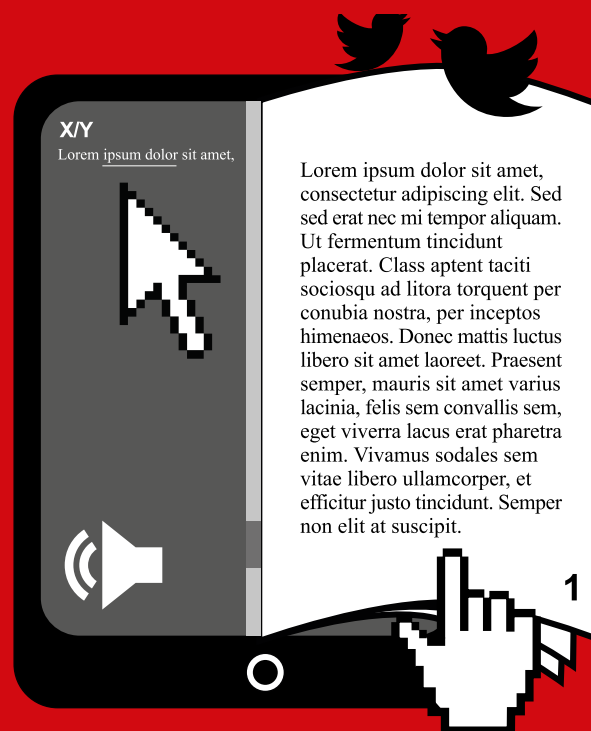 X/Y
Lorem ipsum dolor sit amet,
Lorem ipsum dolor sit amet,
consectetur adipiscing elit. Sed
sed erat nec mi tempor aliquam.
Ut fermentum tincidunt
placerat. Class aptent taciti
sociosqu ad litora torquent per
conubia nostra, per inceptos
himenaeos. Donec mattis luctus
libero sit amet laoreet. Praesent
semper, mauris sit amet varius
lacinia, felis sem convallis sem,
eget viverra lacus erat pharetra
enim. Vivamus sodales sem
vitae libero ullamcorper, et
efficitur justo tincidunt. Semper
non elit at suscipit.
1